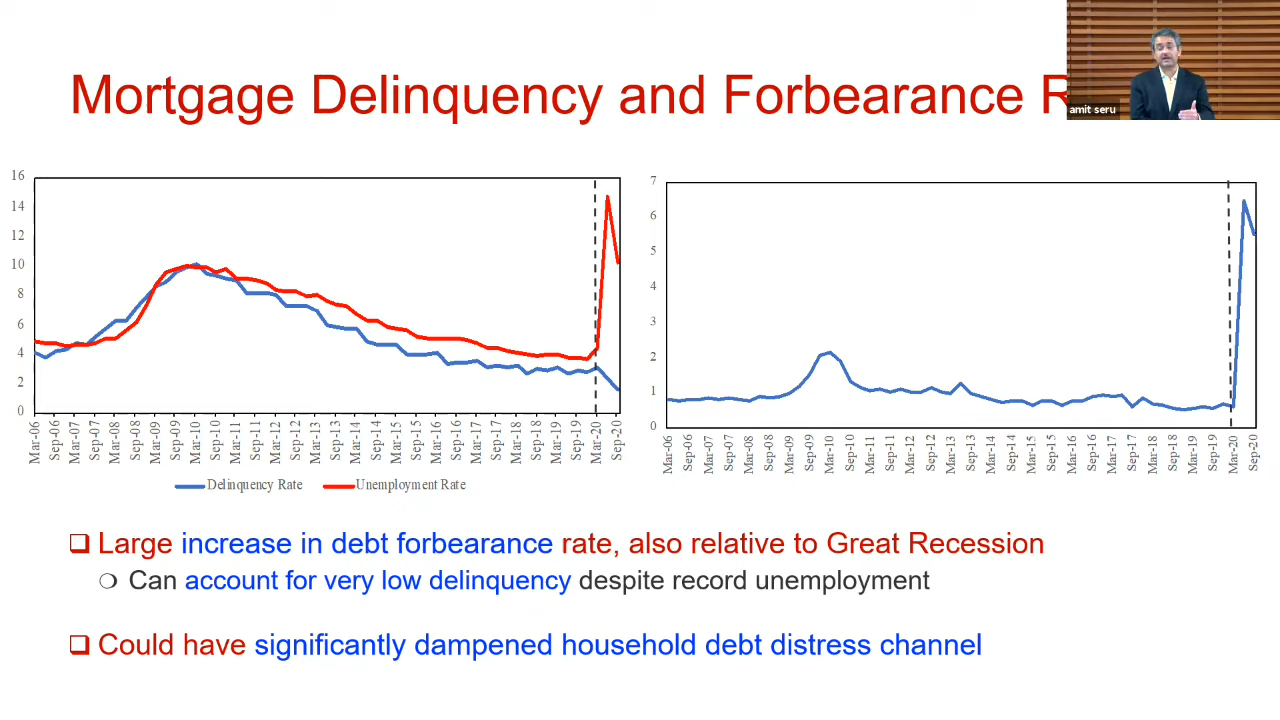 Mortgage Delinquency and Forbearance R
amit seru
16
14
12
10
8
6
4
2
0
Mar-06 Sep-06 Mar-07 Sep-07 Mar-08 Sep-08 Mar-09 Sep-09 Mar-10 Sep-10 Mar-11 Sep-11 Mar-12 Sep-12 Mar-13 Sep-13 Mar-14 Sep-14 Mar-15 Sep-15 Mar-16 Sep-16 Mar-17 Sep-17 Mar-18 Sep-18 Mar-19 Sep-19 Mar-20 Sep-20
Delinquency Rate Unemployment Rate
7
6
5
4
3
2
1
0
Mar-06 Sep-06 Mar-07 Sep-07 Mar-08 Sep-08 Mar-09 Sep-09 Mar-10 Sep-10 Mar-11 Sep-11 Mar-12 Sep-12 Mar-13 Sep-13 Mar-14 Sep-14 Mar-15 Sep-15 Mar-16 Sep-16 Mar-17 Sep-17 Mar-18 Sep-18 Mar-19 Sep-19 Mar-20 Sep-20
Large increase in debt forbearance rate, also relative to Great Recession
Can account for very low delinquency despite record unemployment
Could have significantly dampened household debt distress channel